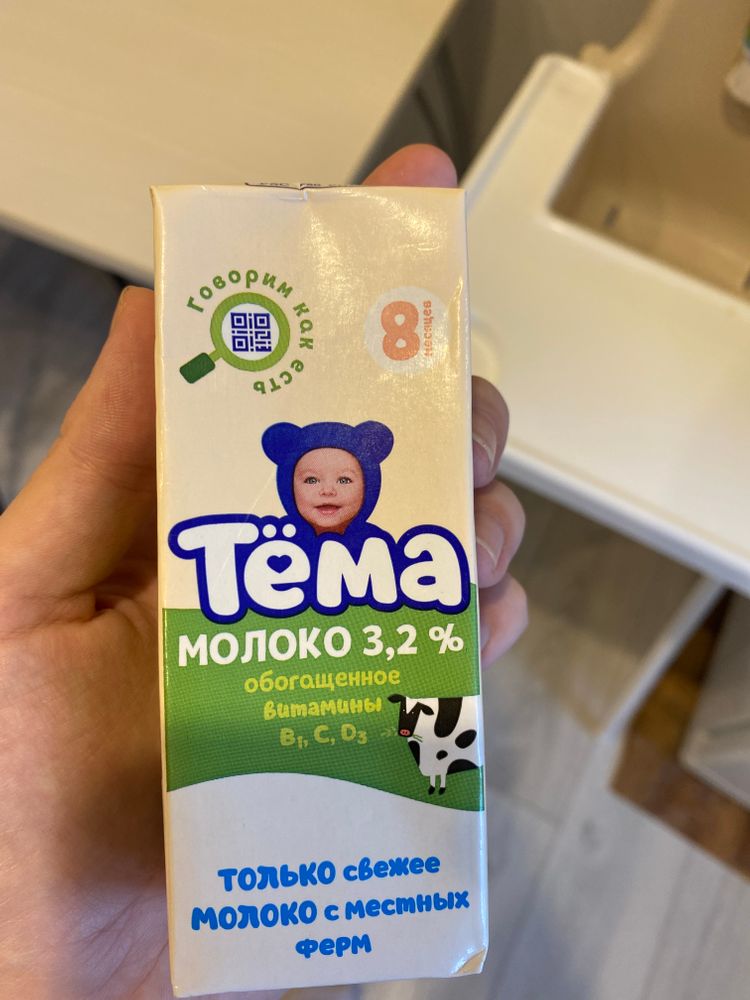 Говорим как есть
8
месяцев
Тёма
МОЛОКО 3,2 %
обогащенное
витамины
B1, C, D3
ТОЛЬКО свежее
МОЛОКО с местных
ферм